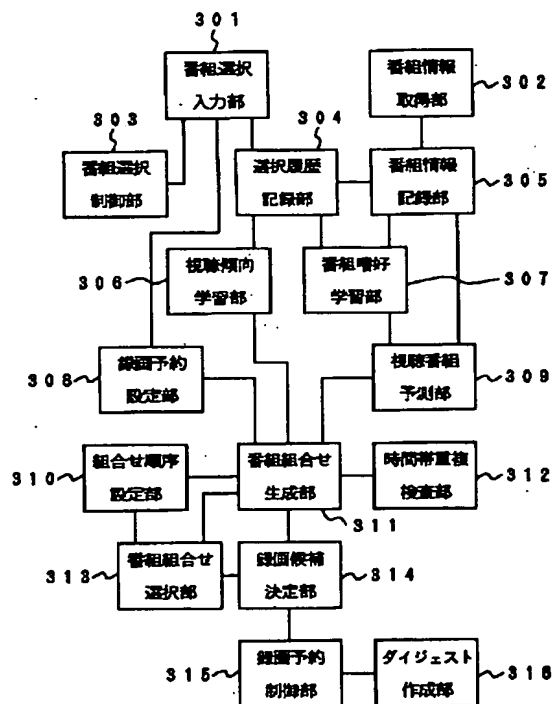 301
番組選択
入力部
番組情報
取得部
302
303
304
番組選択
制御部
選択履歴
記録部
番組情報
記録部
305
306
視聴傾向
学習部
番組嗜好
学習部
307
308
録画予約
設定部
視聴番組
予測部
309
310
組合せ順序
設定部
番組組合せ
生成部
時間帯重複
検査部
312
311
313
番組組合せ
選択部
録画候補
決定部
314
315
録画予約
制御部
ダイジェスト
作成部
316